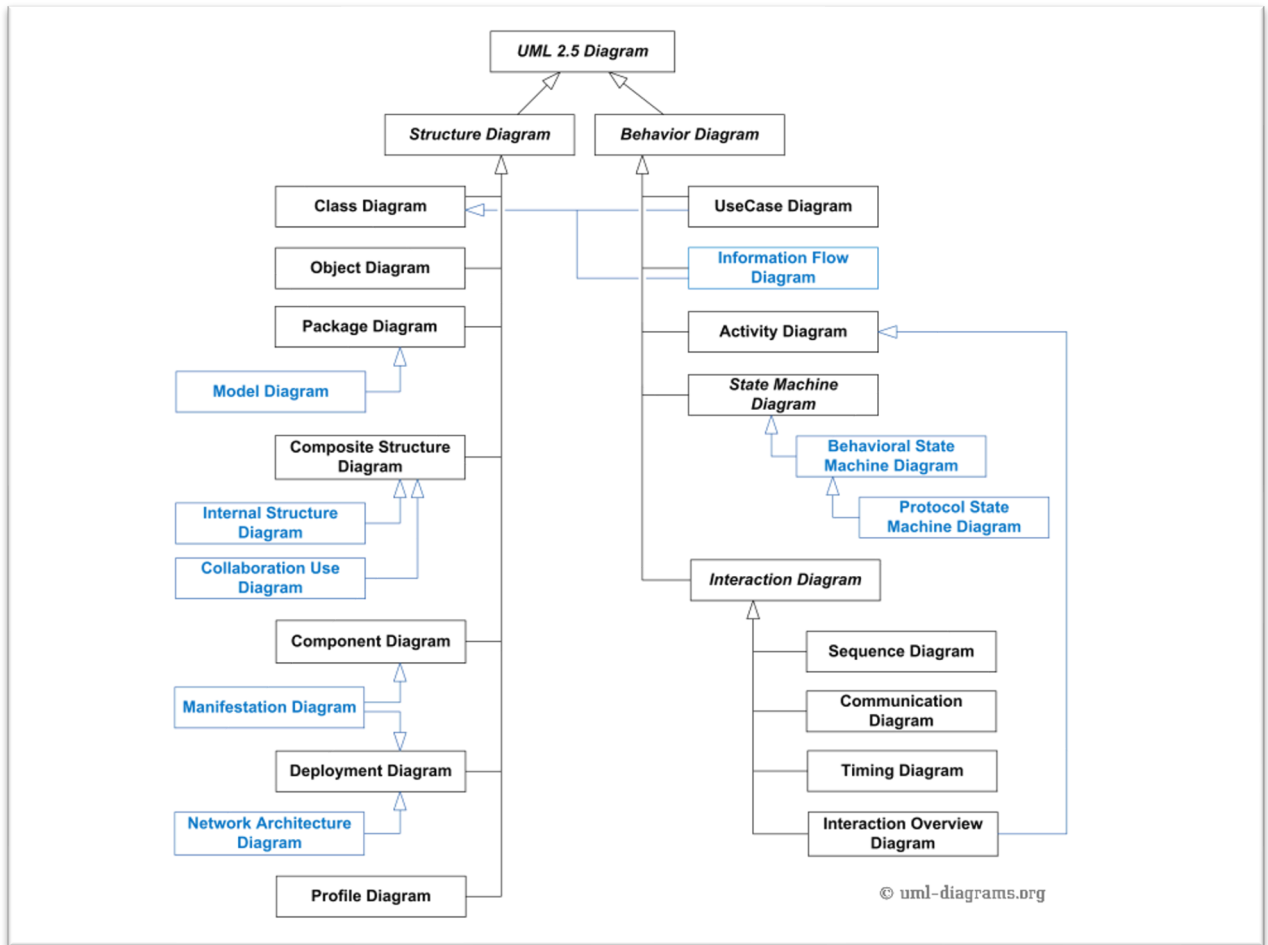 UML 2.5 Diagram
Structure Diagram
Behavior Diagram
Class Diagram
Object Diagram
Package Diagram
Model Diagram
Composite Structure
Diagram
Internal Structure
Diagram
Collaboration Use
Diagram
Component Diagram
Manifestation Diagram
Deployment Diagram
Network Architecture
Diagram
Profile Diagram
UseCase Diagram
Information Flow
Diagram
Activity Diagram
State Machine
Diagram
Behavioral State
Machine Diagram
Protocol State
Machine Diagram
Interaction Diagram
Sequence Diagram
Communication
Diagram
Timing Diagram
Interaction Overview
Diagram
© uml-diagrams.org